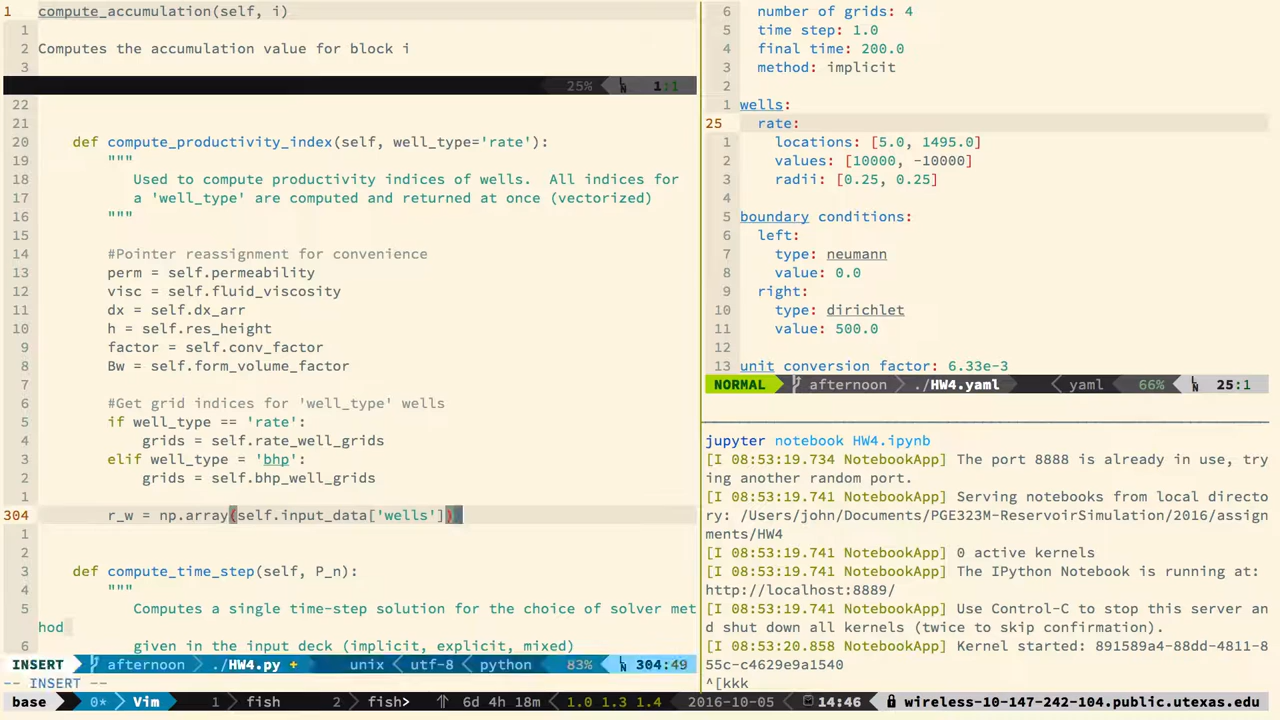 1   compute_accumulation(self, i)
1
2 Computes the accumulation value for block i
3
25%   1:1
22
21
20     def compute_productivity_index(self, well_type='rate'):
19         """
18            Used to compute productivity indices of wells.  All indices for
17            a 'well_type' are computed and returned at once (vectorized)
16         """
15
14         #Pointer reassignment for convenience
13         perm = self.permeability
12         visc = self.fluid_viscosity
11         dx = self.dx_arr
10         h = self.res_height
9         factor = self.conv_factor
8         Bw = self.form_volume_factor
7
6         #Get grid indices for 'well_type' wells
5         if well_type == 'rate':
4             grids = self.rate_well_grids
3         elif well_type = 'bhp':
2             grids = self.bhp_well_grids
1
304         r_w = np.array(self.input_data['wells'])
1
2
3     def compute_time_step(self, P_n):
4         """
5            Computes a single time-step solution for the choice of solver met
hod
6            given in the input deck (implicit, explicit, mixed)
INSERT   afternoon   ./HW4.py +   unix   utf-8   python   83%   304:49
-- INSERT --
6   number of grids: 4
5   time step: 1.0
4   final time: 200.0
3   method: implicit
2
1 wells:
25   rate:
1     locations: [5.0, 1495.0]
2     values: [10000, -10000]
3     radii: [0.25, 0.25]
4
5 boundary conditions:
6   left:
7     type: neumann
8     value: 0.0
9   right:
10     type: dirichlet
11     value: 500.0
12
13 unit conversion factor: 6.33e-3
NORMAL   afternoon   ./HW4.yaml   yaml   66%   25:1
jupyter notebook HW4.ipynb
[I 08:53:19.734 NotebookApp] The port 8888 is already in use, try
ing another random port.
[I 08:53:19.741 NotebookApp] Serving notebooks from local directo
ry: /Users/john/Documents/PGE323M-ReservoirSimulation/2016/assign
ments/HW4
[I 08:53:19.741 NotebookApp] 0 active kernels
[I 08:53:19.741 NotebookApp] The IPython Notebook is running at:
http://localhost:8889/
[I 08:53:19.741 NotebookApp] Use Control-C to stop this server an
d shut down all kernels (twice to skip confirmation).
[I 08:53:20.858 NotebookApp] Kernel started: 891589a4-88dd-4811-8
55c-c4629e9a1540
^[kkk
base   0* Vim   1 fish   2 fish>   6d 4h 18m   1.0 1.3 1.4   2016-10-05   14:46   wireless-10-147-242-104.public.utexas.edu